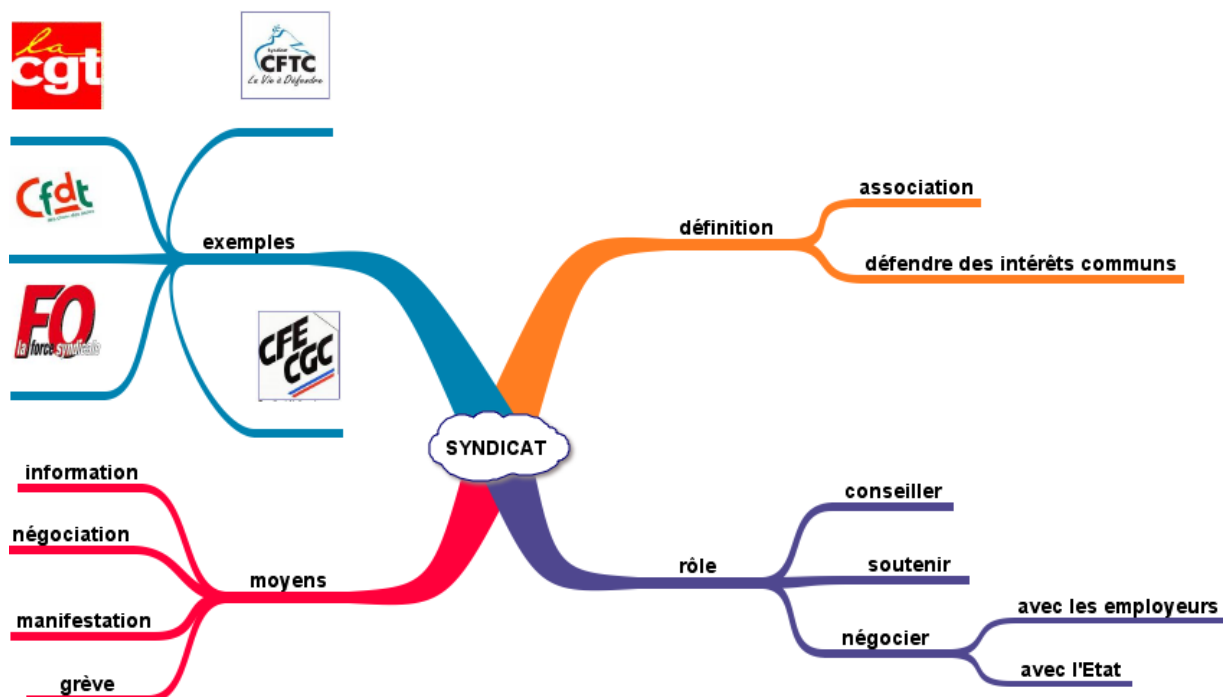 la
cgt
Syndicat
CFTC
La Vie à Défendre
cfdt
FO
la force syndicale
CFE
CGC
exemples
définition
association
défendre des intérêts communs
SYNDICAT
information
négociation
manifestation
grève
moyens
rôle
conseiller
soutenir
négocier
avec les employeurs
avec l'Etat